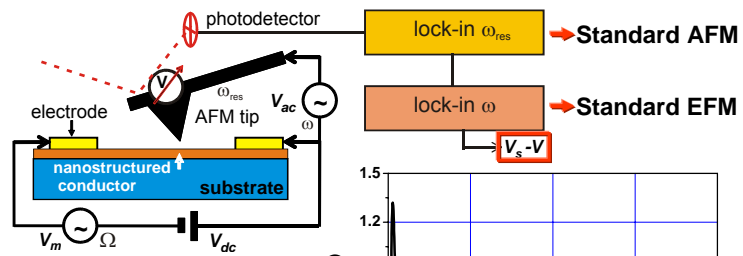 photodetector
lock-in ωres
Standard AFM
V
ωres
Vac
~
ω
AFM tip
electrode
lock-in ω
Standard EFM
Vs-V
nanostructured
conductor
substrate
Vm
~
Ω
Vdc
1.5
1.2